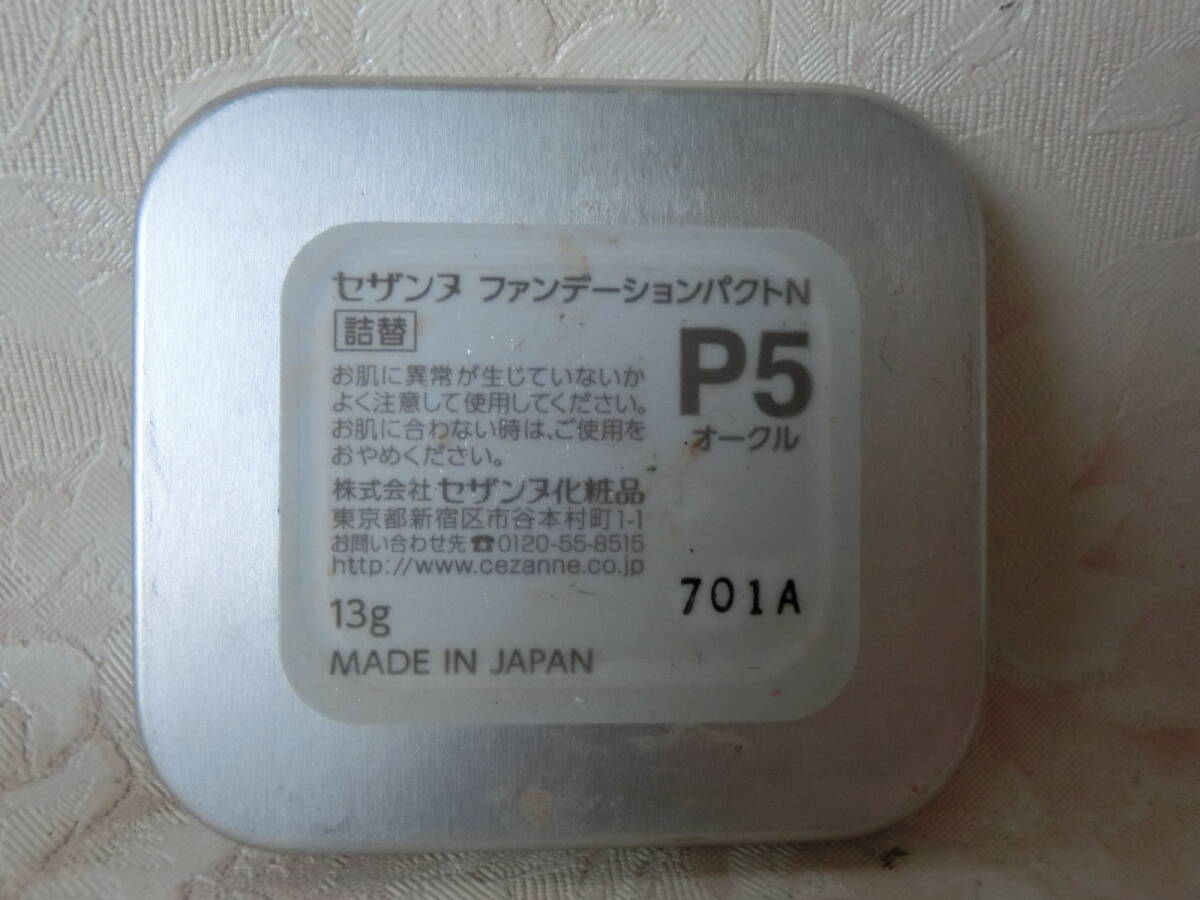 セザンヌ ファンデーションパクトN
詰替
P5
オークル
お肌に異常が生じていないか
よく注意して使用してください。
お肌に合わない時は、ご使用を
おやめください。
株式会社 セザンヌ化粧品
東京都新宿区市谷本村町1-1
お問い合わせ先☎0120-55-8515
http://www.cezanne.co.jp
13g
701A
MADE IN JAPAN